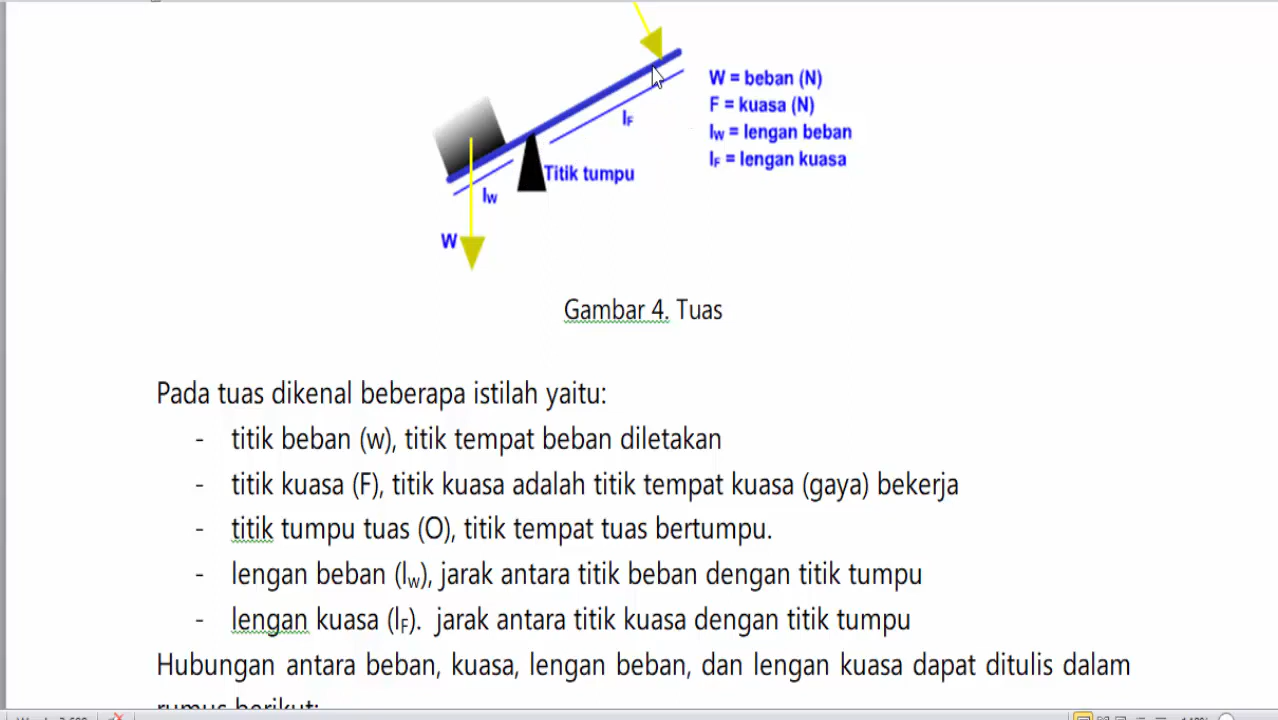 W = beban (N)
F = kuasa (N)
lw = lengan beban
lF = lengan kuasa
lF
Titik tumpu
lw
W
Gambar 4. Tuas
Pada tuas dikenal beberapa istilah yaitu:
- titik beban (w), titik tempat beban diletakan
- titik kuasa (F), titik kuasa adalah titik tempat kuasa (gaya) bekerja
- titik tumpu tuas (O), titik tempat tuas bertumpu.
- lengan beban (lw), jarak antara titik beban dengan titik tumpu
- lengan kuasa (lF). jarak antara titik kuasa dengan titik tumpu
Hubungan antara beban, kuasa, lengan beban, dan lengan kuasa dapat ditulis dalam
rumus berikut: